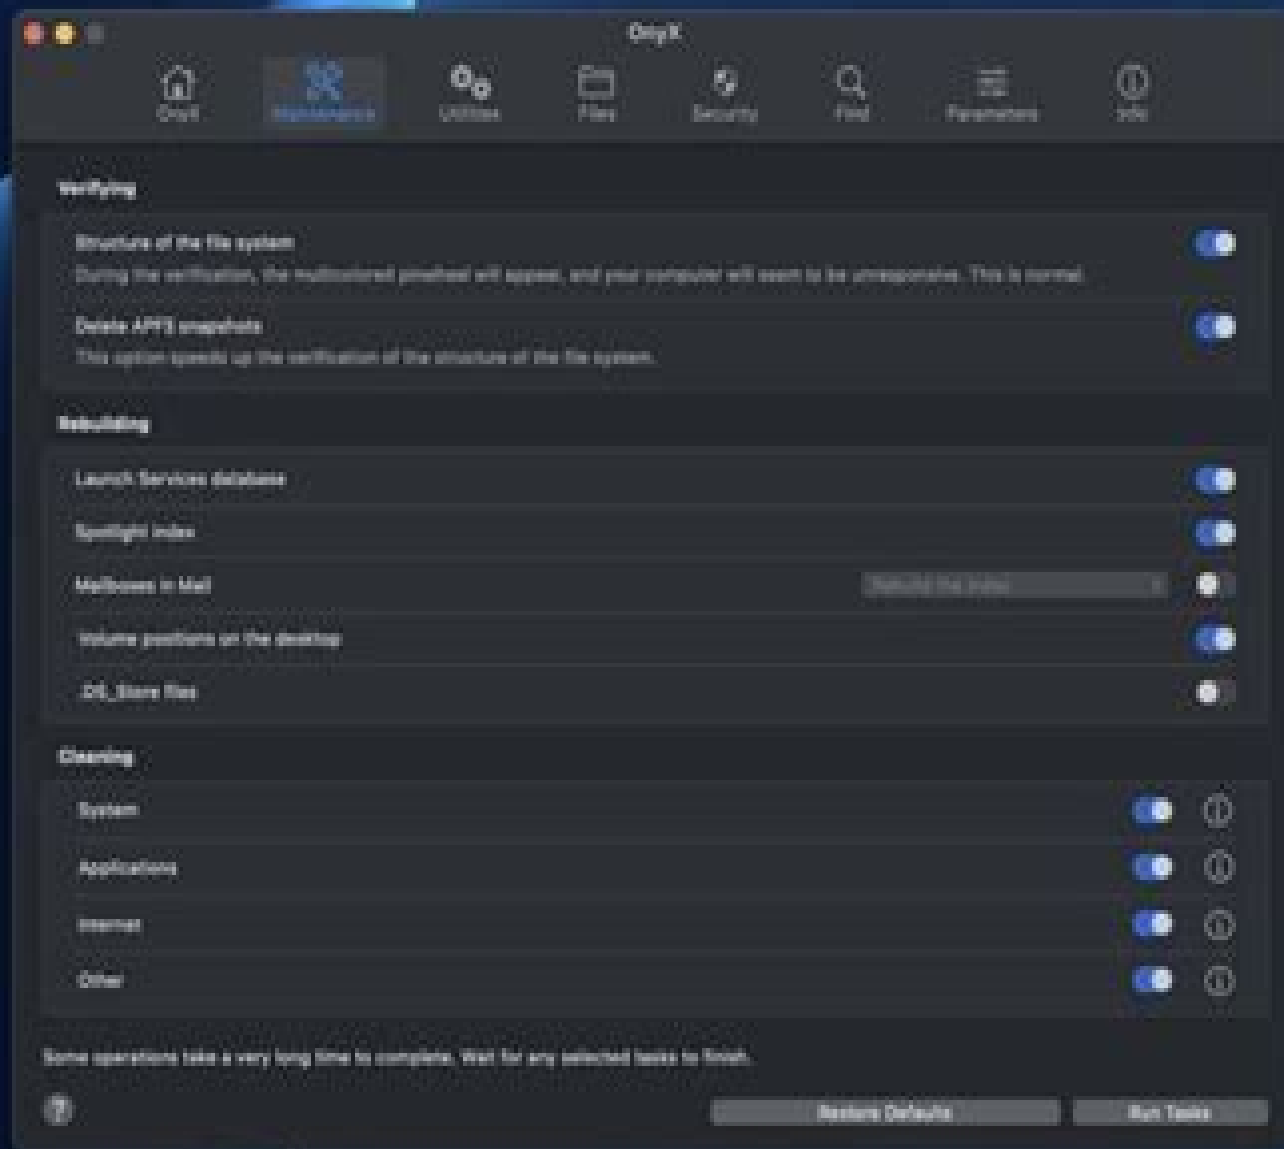 OnyX
OnyX
Maintenance
Utilities
Files
Security
Find
Parameters
Info
Verifying
Structure of the file system
During the verification, the multicolored pinwheel will appear, and your computer will seem to be unresponsive. This is normal.
Delete APFS snapshots
This option speeds up the verification of the structure of the file system.
Rebuilding
Launch Services database
Spotlight index
Mailboxes in Mail
Rebuild the index
Volume positions on the desktop
.DS_Store files
Cleaning
System
Applications
Internet
Other
Some operations take a very long time to complete. Wait for any selected tasks to finish.
?
Restore Defaults
Run Tasks